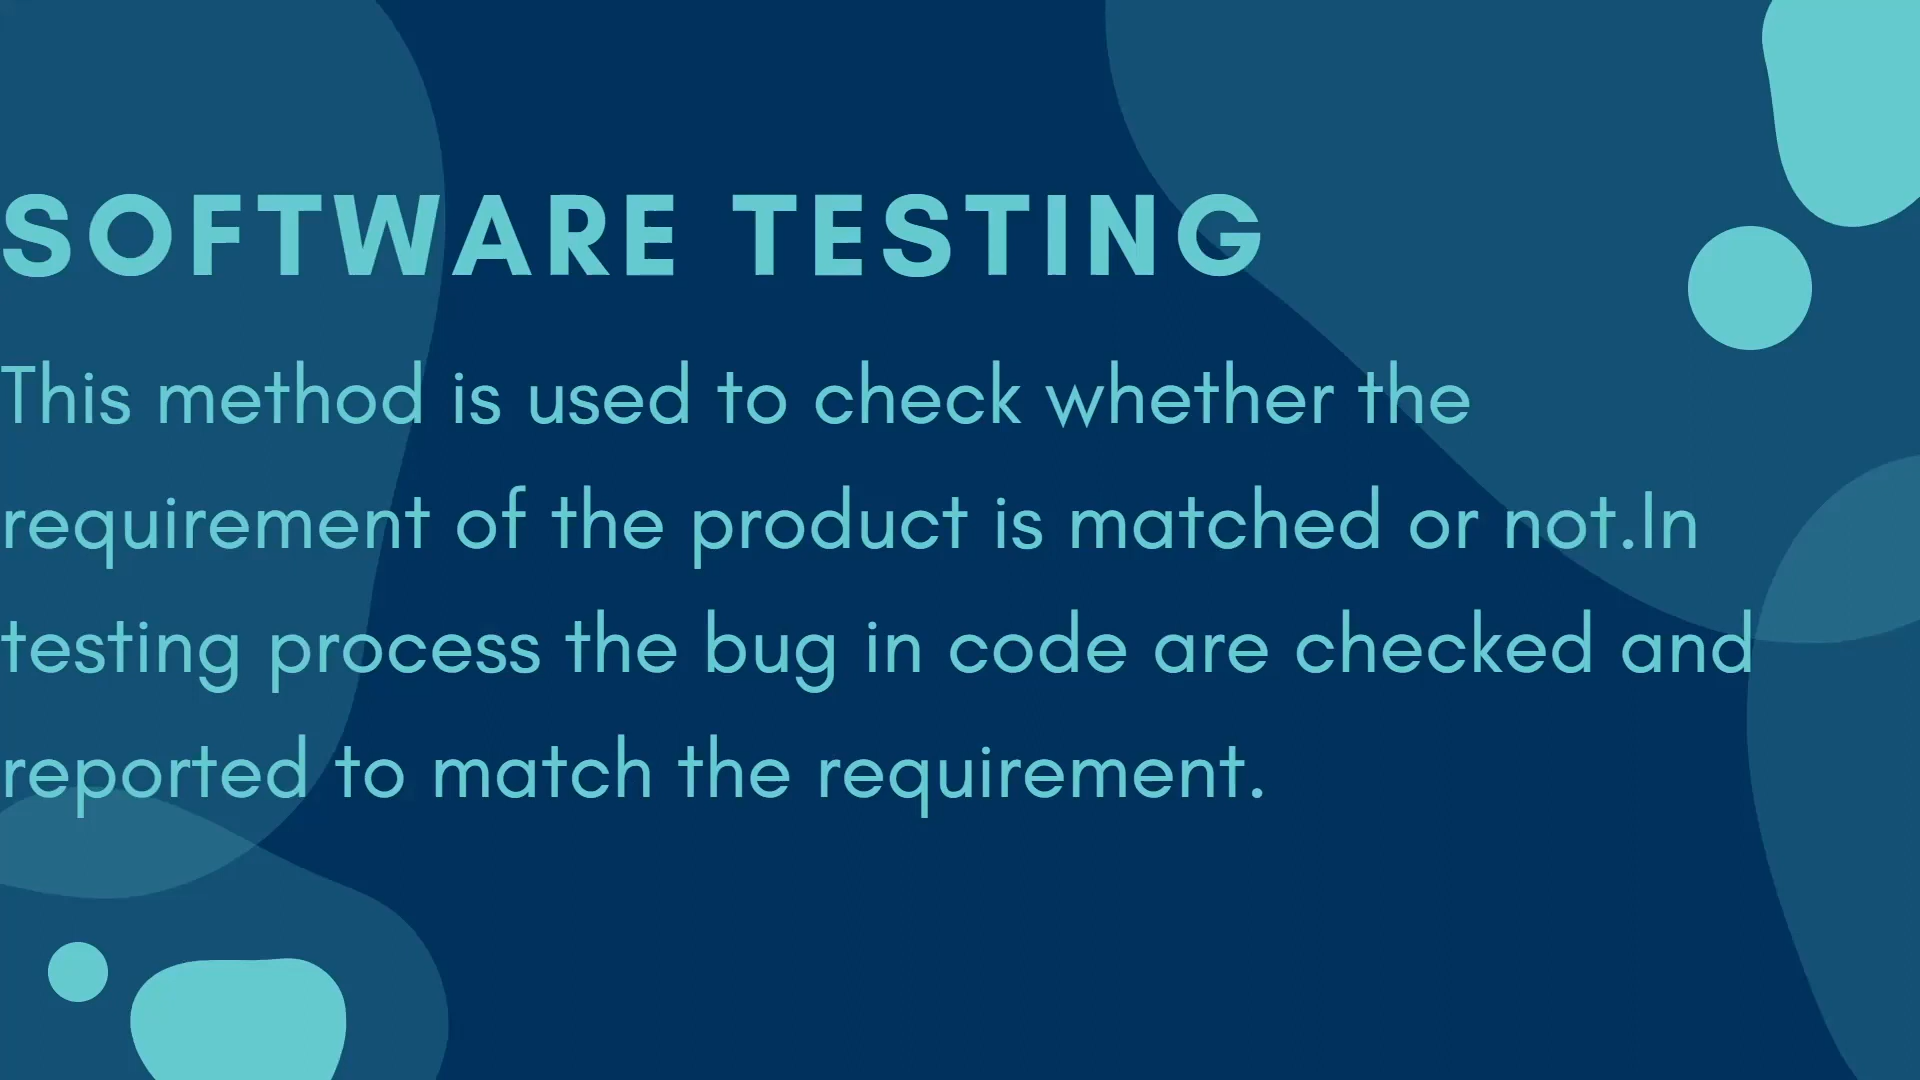 SOFTWARE TESTING
This method is used to check whether the
requirement of the product is matched or not.In
testing process the bug in code are checked and
reported to match the requirement.